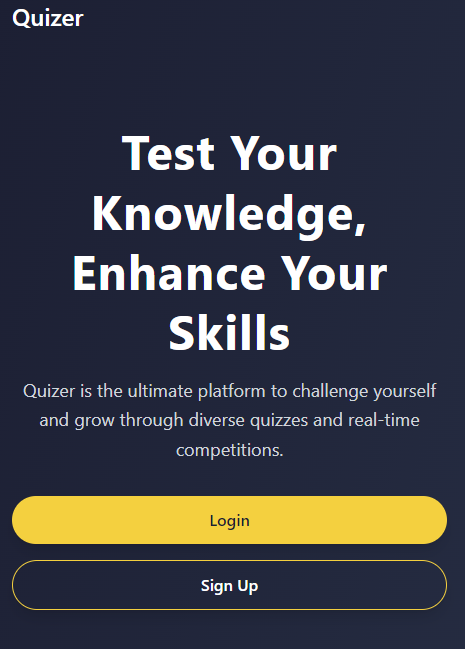 Quizer
Test Your
Knowledge,
Enhance Your
Skills
Quizer is the ultimate platform to challenge yourself
and grow through diverse quizzes and real-time
competitions.
Login
Sign Up